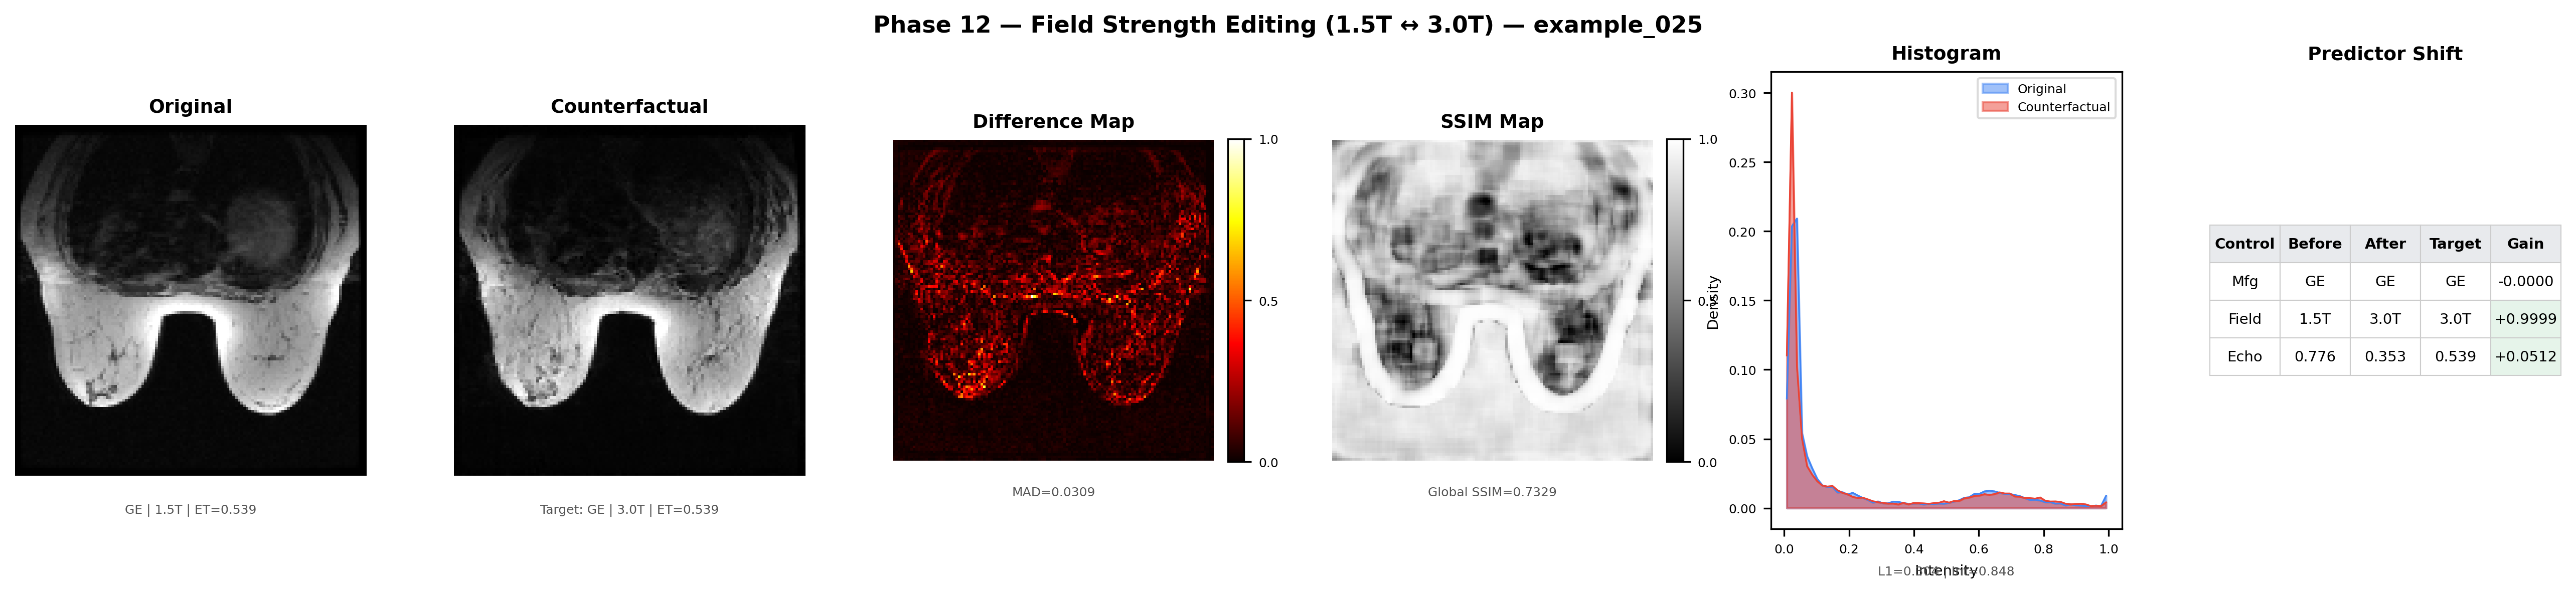 Phase 12 — Field Strength Editing (1.5T ↔ 3.0T) — example_025
Original
GE | 1.5T | ET=0.539
Counterfactual
Target: GE | 3.0T | ET=0.539
Difference Map
1.0
0.5
0.0
MAD=0.0309
SSIM Map
1.0
0.0
Global SSIM=0.7329
Histogram
Original
Counterfactual
Density
0.30
0.25
0.20
0.15
0.10
0.05
0.00
0.0 0.2 0.4 0.6 0.8 1.0
Intensity
Predictor Shift
Control Before After Target Gain
Mfg GE GE GE -0.0000
Field 1.5T 3.0T 3.0T +0.9999
Echo 0.776 0.353 0.539 +0.0512